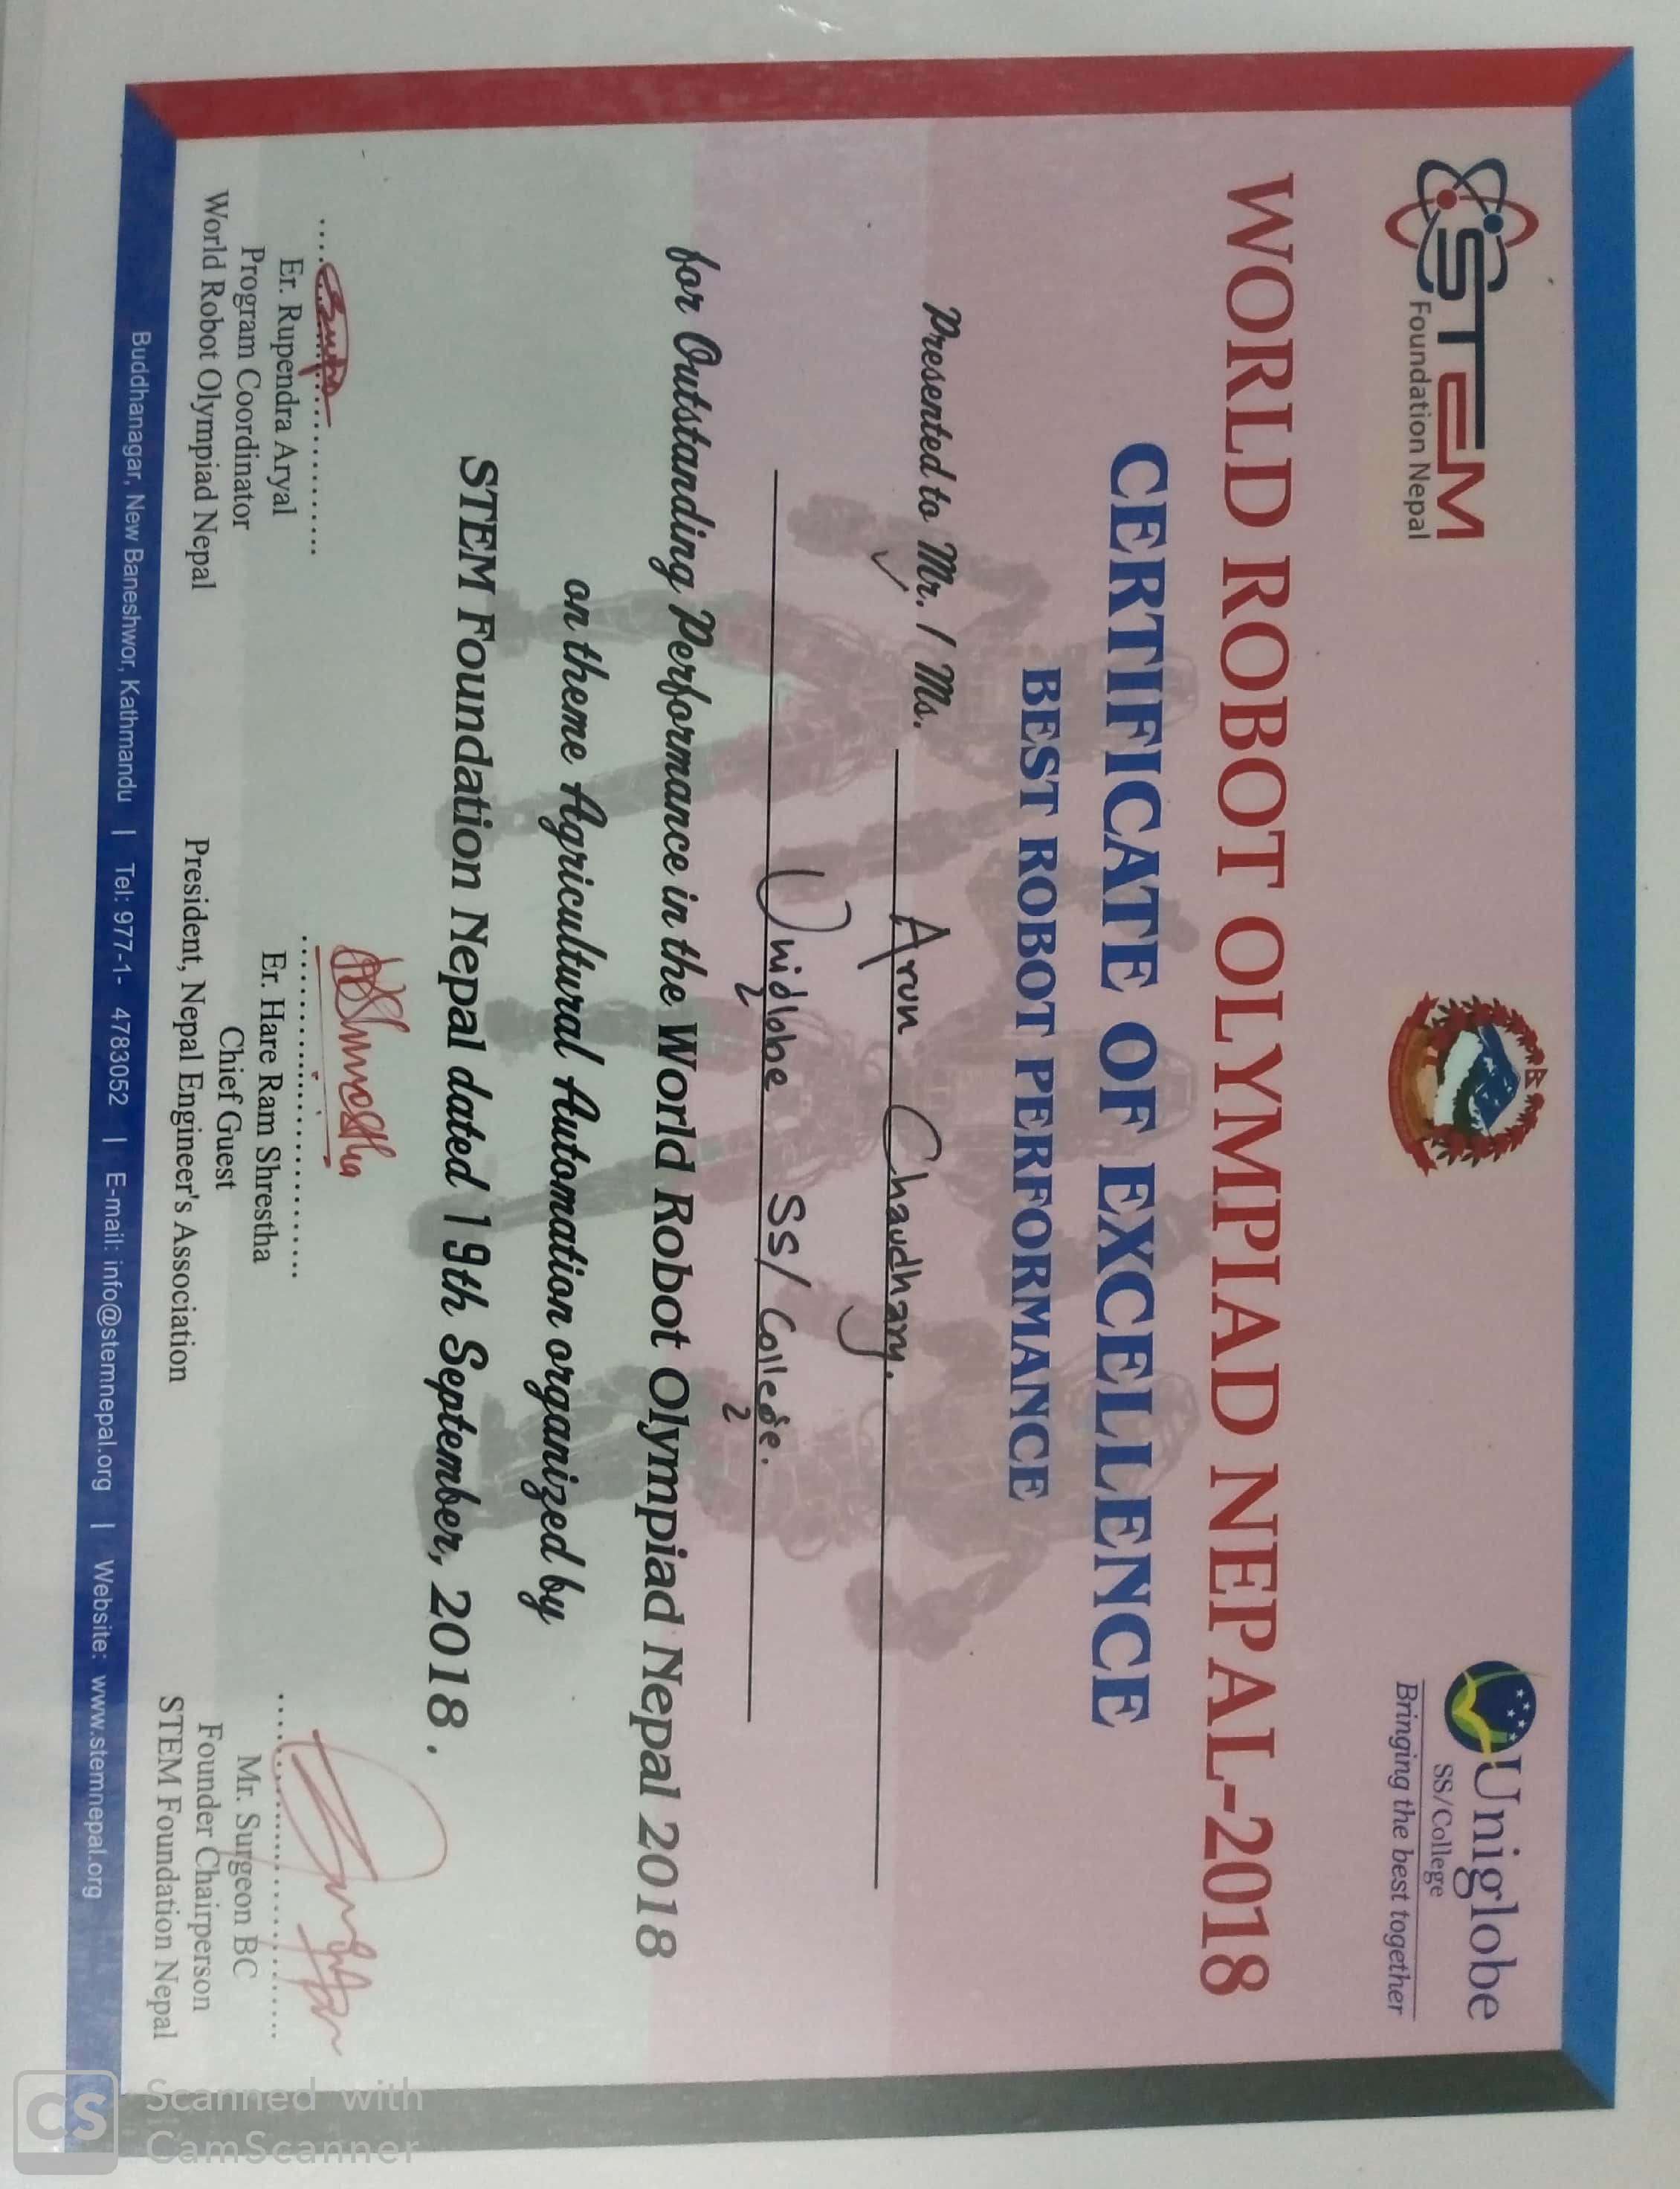 STEM
Foundation Nepal
Uniglobe
SS/College
Bringing the best together
WORLD ROBOT OLYMPIAD NEPAL-2018
CERTIFICATE OF EXCELLENCE
BEST ROBOT PERFORMANCE
Presented to Mr. / Ms. Arun Chaudhary.
Uniglobe SS/ College.
for Outstanding Performance in the World Robot Olympiad Nepal 2018
on theme Agricultural Automation organized by
STEM Foundation Nepal dated 19th September, 2018.
HRShrestha
Er. Rupendra Aryal
Program Coordinator
World Robot Olympiad Nepal
Er. Hare Ram Shrestha
Chief Guest
President, Nepal Engineer's Association
Mr. Surgeon BC
Founder Chairperson
STEM Foundation Nepal
Buddhanagar, New Baneshwor, Kathmandu | Tel: 977-1- 4783052 | E-mail: info@stemnepal.org | Website: www.stemnepal.org
Scanned with
CamScanner
CS